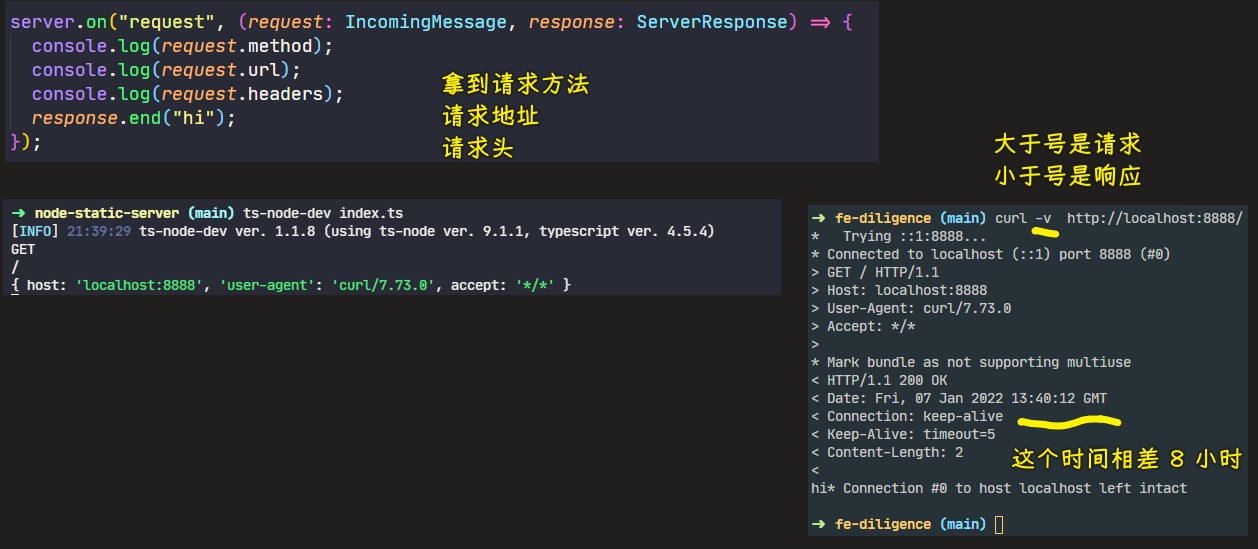 server.on("request", (request: IncomingMessage, response: ServerResponse) => {
  console.log(request.method);
  console.log(request.url);
  console.log(request.headers);
  response.end("hi");
});
拿到请求方法
请求地址
请求头
➜ node-static-server (main) ts-node-dev index.ts
[INFO] 21:39:29 ts-node-dev ver. 1.1.8 (using ts-node ver. 9.1.1, typescript ver. 4.5.4)
GET
/
{ host: 'localhost:8888', 'user-agent': 'curl/7.73.0', accept: '*/*' }
大于号是请求
小于号是响应
➜ fe-diligence (main) curl -v  http://localhost:8888/
*   Trying ::1:8888...
* Connected to localhost (::1) port 8888 (#0)
> GET / HTTP/1.1
> Host: localhost:8888
> User-Agent: curl/7.73.0
> Accept: */*
>
* Mark bundle as not supporting multiuse
< HTTP/1.1 200 OK
< Date: Fri, 07 Jan 2022 13:40:12 GMT
< Connection: keep-alive
< Keep-Alive: timeout=5
< Content-Length: 2
<
这个时间相差 8 小时
hi* Connection #0 to host localhost left intact
➜ fe-diligence (main)